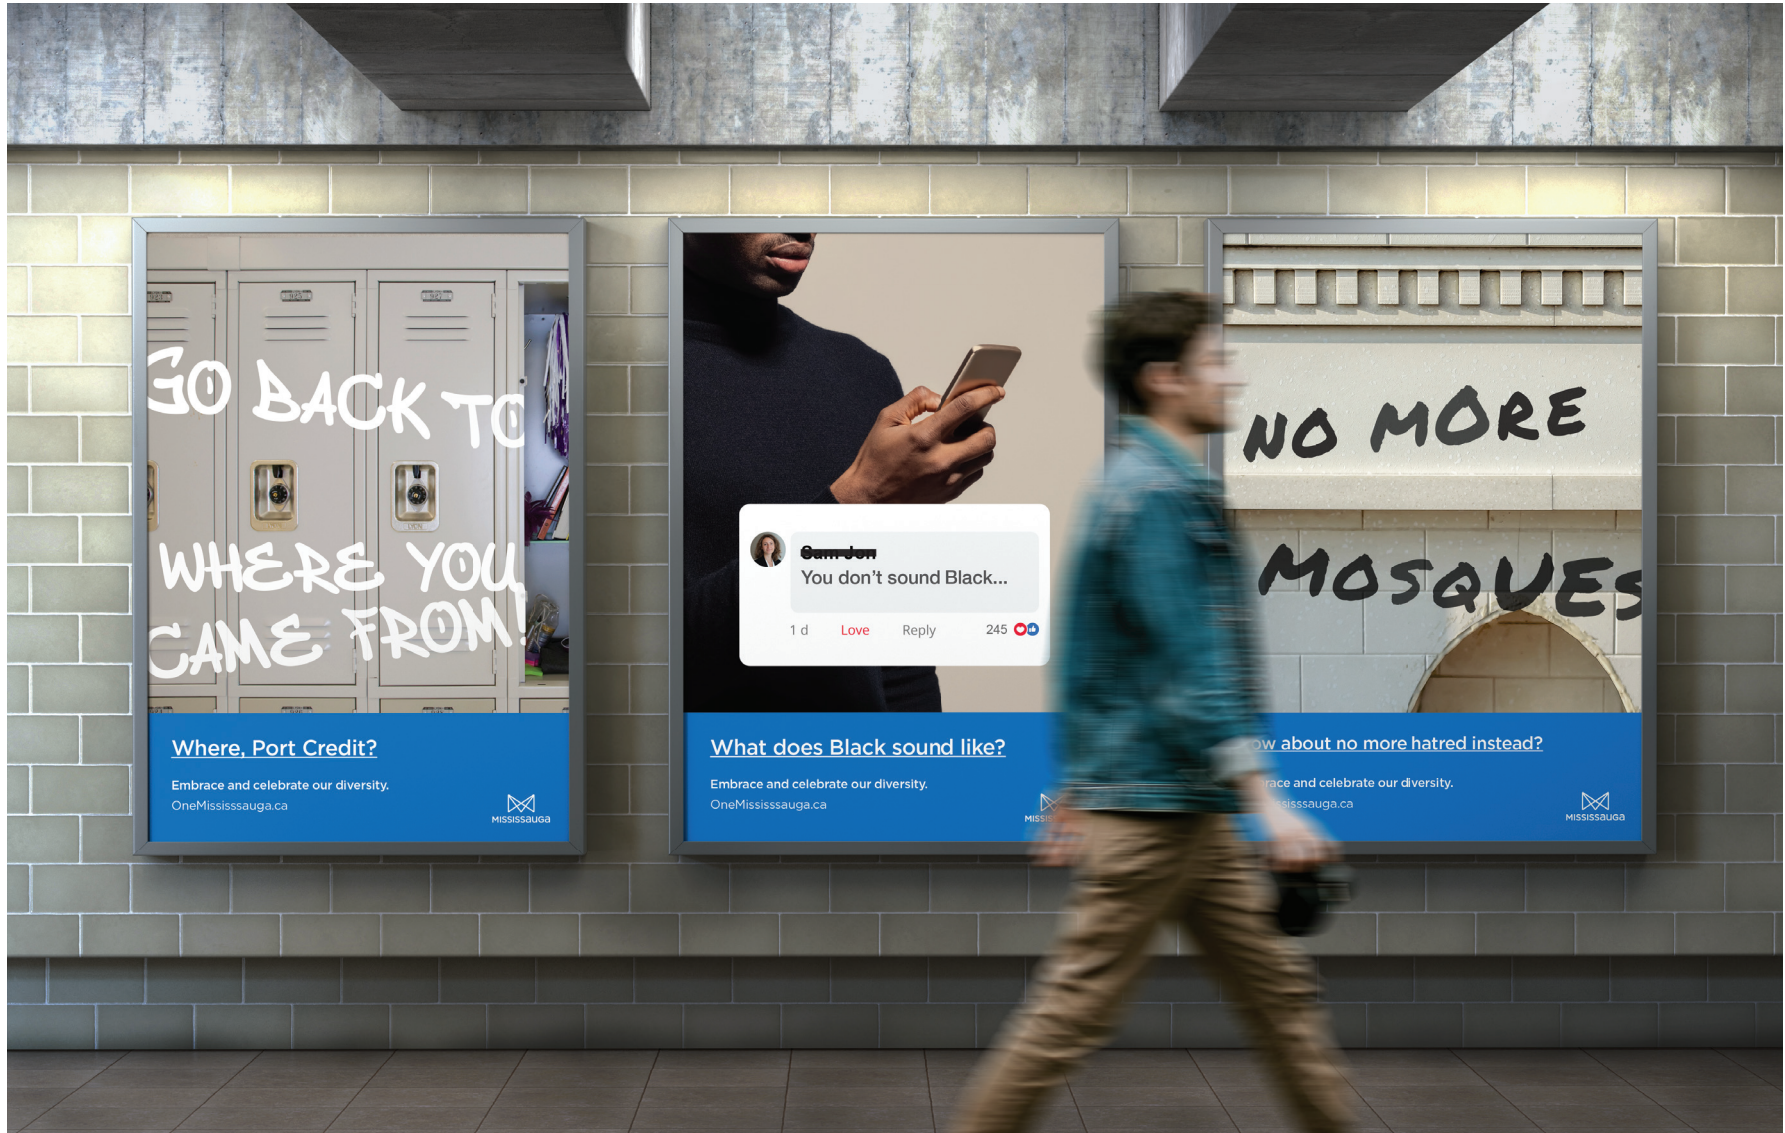 GO BACK TO
WHERE YOU
CAME FROM!
Where, Port Credit?
Embrace and celebrate our diversity.
OneMississsauga.ca
MISSISSAUGA
You don't sound Black...
1 d Love Reply 245
What does Black sound like?
Embrace and celebrate our diversity.
OneMississsauga.ca
NO MORE
MOSQUES
about no more hatred instead?
and celebrate our diversity.
MISSISSAUGA